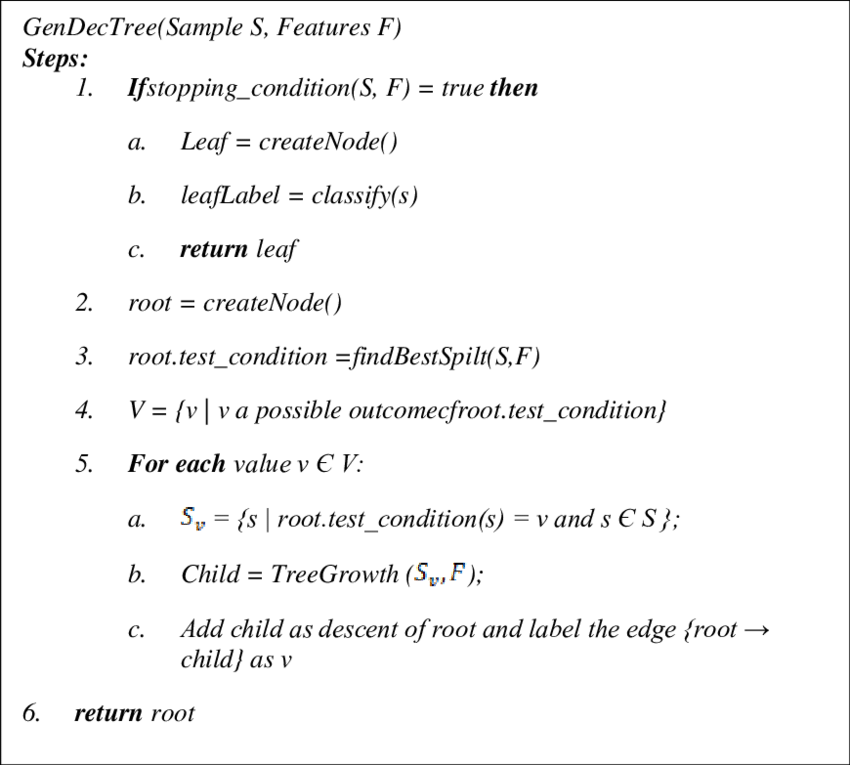 GenDecTree(Sample S, Features F)
Steps:
1. Ifstopping_condition(S, F) = true then
a. Leaf = createNode()
b. leafLabel = classify(s)
c. return leaf
2. root = createNode()
3. root.test_condition =findBestSpilt(S,F)
4. V = {v | v a possible outcomecfroot.test_condition}
5. For each value v Є V:
a. Sᵥ = {s | root.test_condition(s) = v and s Є S};
b. Child = TreeGrowth (Sᵥ, F);
c. Add child as descent of root and label the edge {root →
child} as v
6. return root